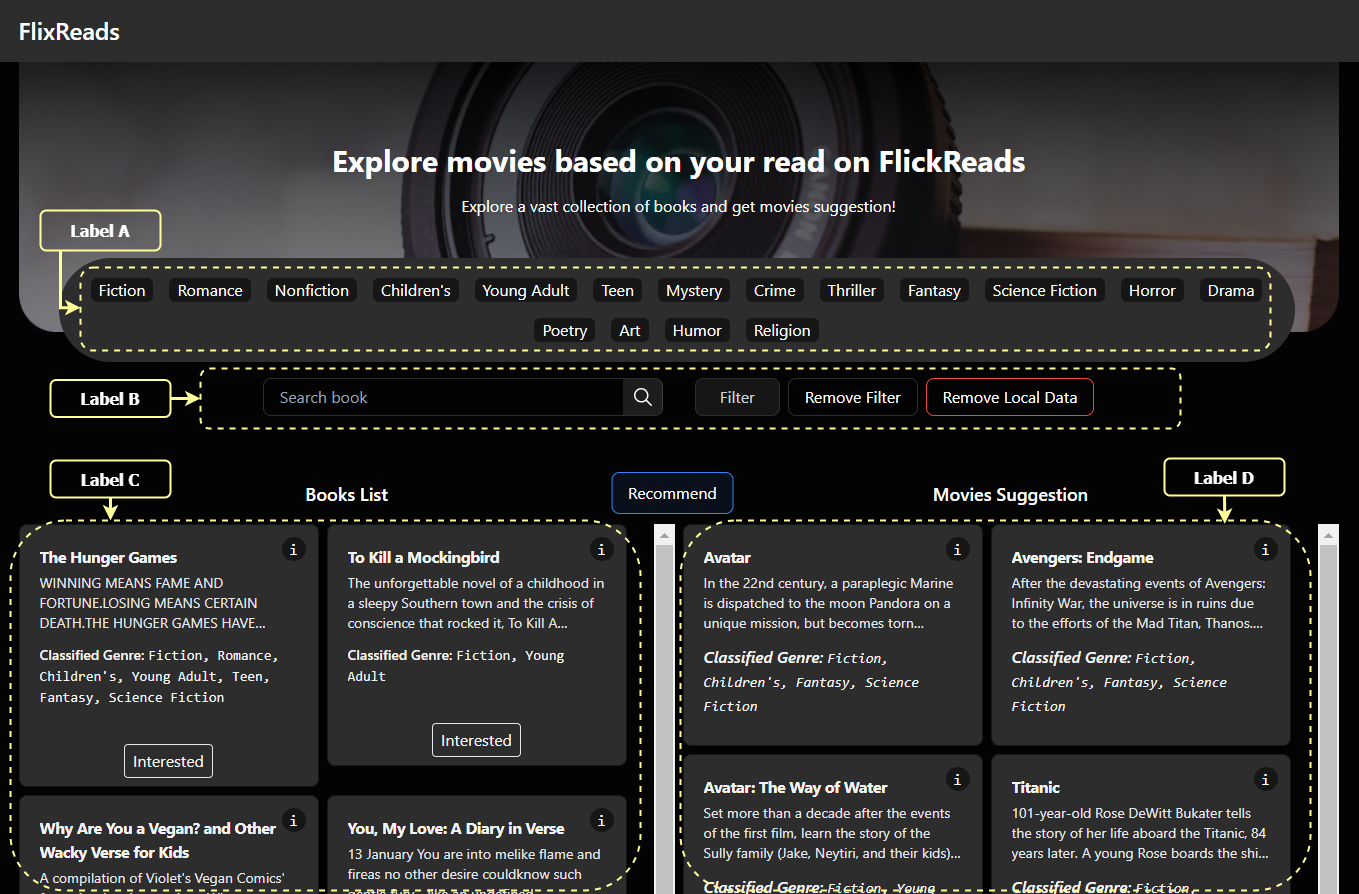 FlixReads
Explore movies based on your read on FlickReads
Explore a vast collection of books and get movies suggestion!
Label A
Fiction Romance Nonfiction Children's Young Adult Teen Mystery Crime Thriller Fantasy Science Fiction Horror Drama
Poetry Art Humor Religion
Label B
Search book Filter Remove Filter Remove Local Data
Label C
Books List
Recommend
Movies Suggestion
Label D
The Hunger Games
i
WINNING MEANS FAME AND
FORTUNE.LOSING MEANS CERTAIN
DEATH.THE HUNGER GAMES HAVE...
Classified Genre: Fiction, Romance,
Children's, Young Adult, Teen,
Fantasy, Science Fiction
Interested
To Kill a Mockingbird
i
The unforgettable novel of a childhood in
a sleepy Southern town and the crisis of
conscience that rocked it, To Kill A...
Classified Genre: Fiction, Young
Adult
Interested
Why Are You a Vegan? and Other
Wacky Verse for Kids
i
A compilation of Violet's Vegan Comics'
You, My Love: A Diary in Verse
i
13 January You are into melike flame and
fireas no other desire couldknow such
Avatar
i
In the 22nd century, a paraplegic Marine
is dispatched to the moon Pandora on a
unique mission, but becomes torn...
Classified Genre: Fiction,
Children's, Fantasy, Science
Fiction
Avengers: Endgame
i
After the devastating events of Avengers:
Infinity War, the universe is in ruins due
to the efforts of the Mad Titan, Thanos....
Classified Genre: Fiction,
Children's, Fantasy, Science
Fiction
Avatar: The Way of Water
i
Set more than a decade after the events
of the first film, learn the story of the
Sully family (Jake, Neytiri, and their kids)...
Classified Genre: Fiction, Young
Titanic
i
101-year-old Rose DeWitt Bukater tells
the story of her life aboard the Titanic, 84
years later. A young Rose boards the shi...
Classified Genre: Fiction,